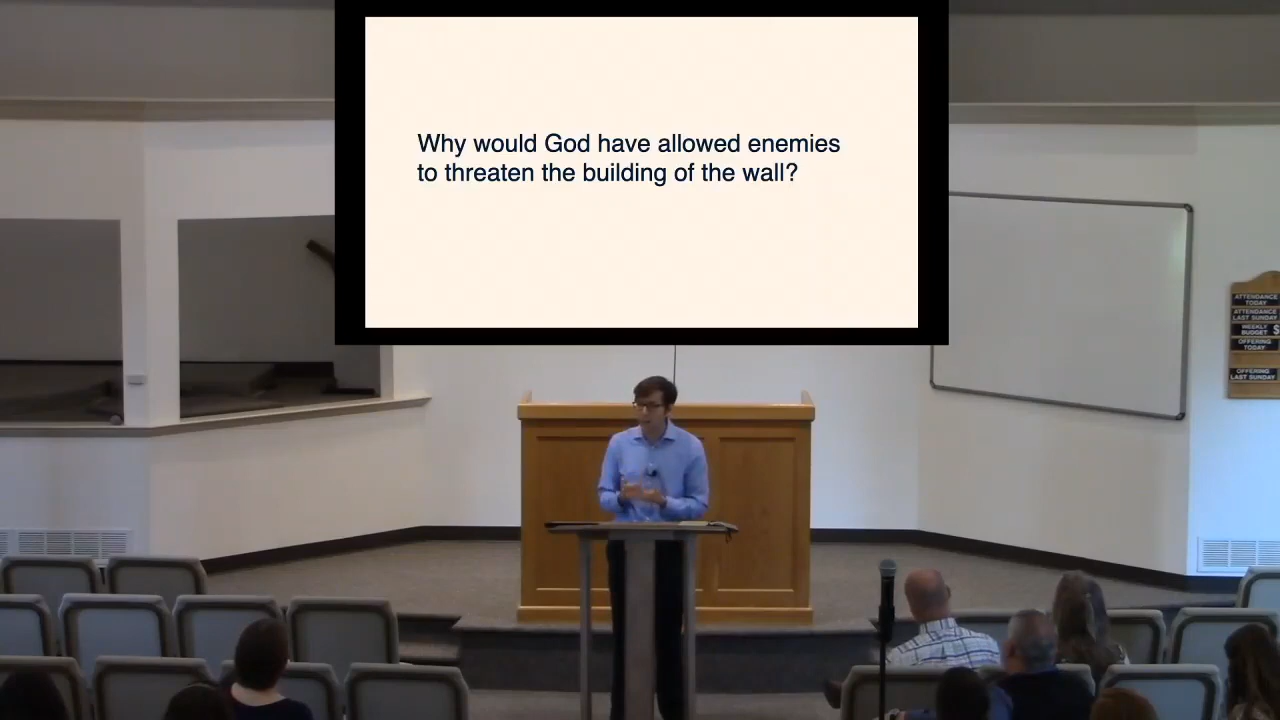 Why would God have allowed enemies
to threaten the building of the wall?
ATTENDANCE
TODAY
ATTENDANCE
LAST SUNDAY
WEEKLY
BUDGET $
OFFERING
TODAY
OFFERING
LAST SUNDAY